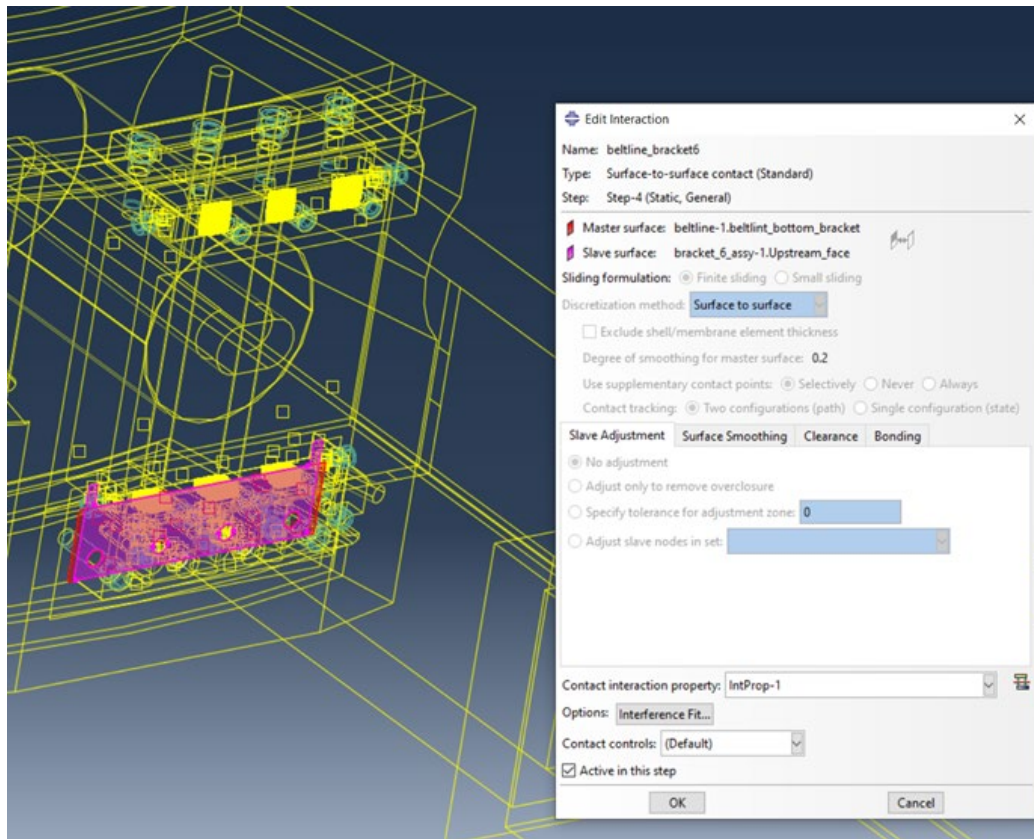 Edit Interaction
Name: beltline_bracket6
Type: Surface-to-surface contact (Standard)
Step: Step-4 (Static, General)
Master surface: beltline-1.beltlint_bottom_bracket
Slave surface: bracket_6_assy-1.Upstream_face
Sliding formulation: Finite sliding Small sliding
Discretization method: Surface to surface
Exclude shell/membrane element thickness
Degree of smoothing for master surface: 0.2
Use supplementary contact points: Selectively Never Always
Contact tracking: Two configurations (path) Single configuration (state)
Slave Adjustment Surface Smoothing Clearance Bonding
No adjustment
Adjust only to remove overclosure
Specify tolerance for adjustment zone: 0
Adjust slave nodes in set:
Contact interaction property: IntProp-1
Options: Interference Fit...
Contact controls: (Default)
Active in this step
OK Cancel